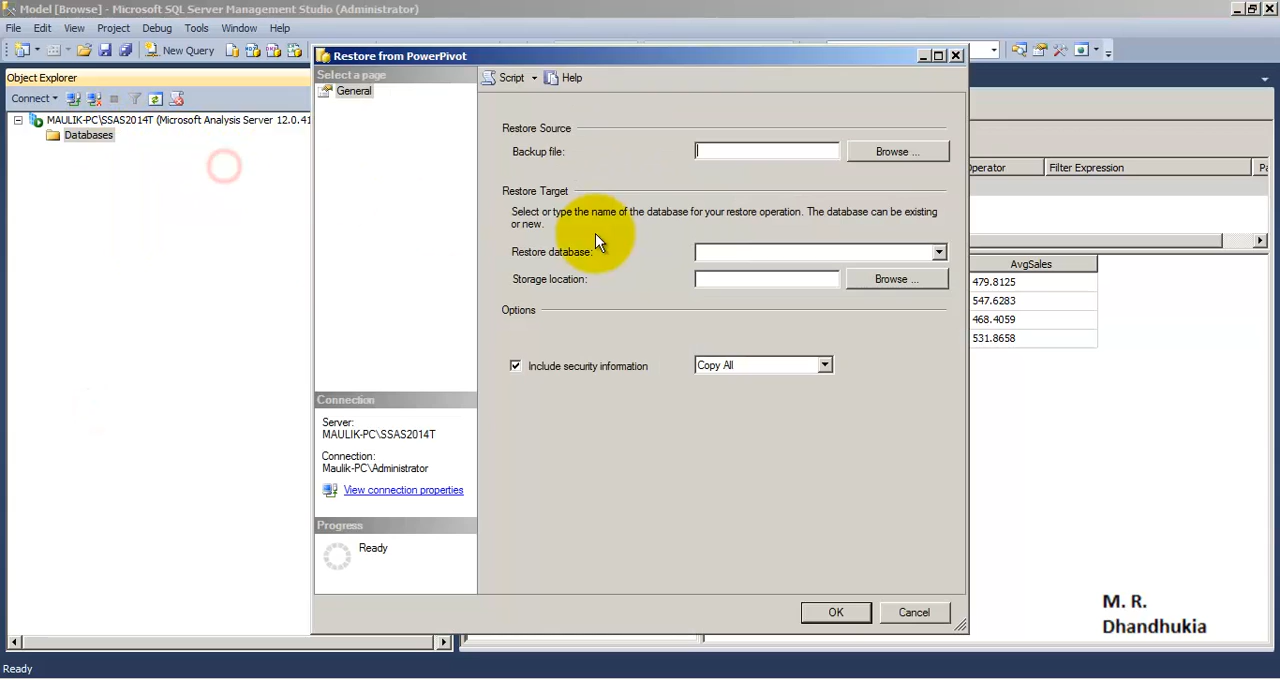 Model [Browse] - Microsoft SQL Server Management Studio (Administrator)
File Edit View Project Debug Tools Window Help
New Query
Object Explorer
Connect
MAULIK-PC\SSAS2014T (Microsoft Analysis Server 12.0.41
Databases
Restore from PowerPivot
Select a page
General
Script Help
Restore Source
Backup file:
Browse ...
Restore Target
Select or type the name of the database for your restore operation. The database can be existing
or new.
Restore database:
Storage location:
Browse ...
Options
Include security information
Copy All
Connection
Server:
MAULIK-PC\SSAS2014T
Connection:
Maulik-PC\Administrator
View connection properties
Progress
Ready
OK
Cancel
Operator Filter Expression Pa
AvgSales
479.8125
547.6283
468.4059
531.8658
M. R.
Dhandhukia
Ready